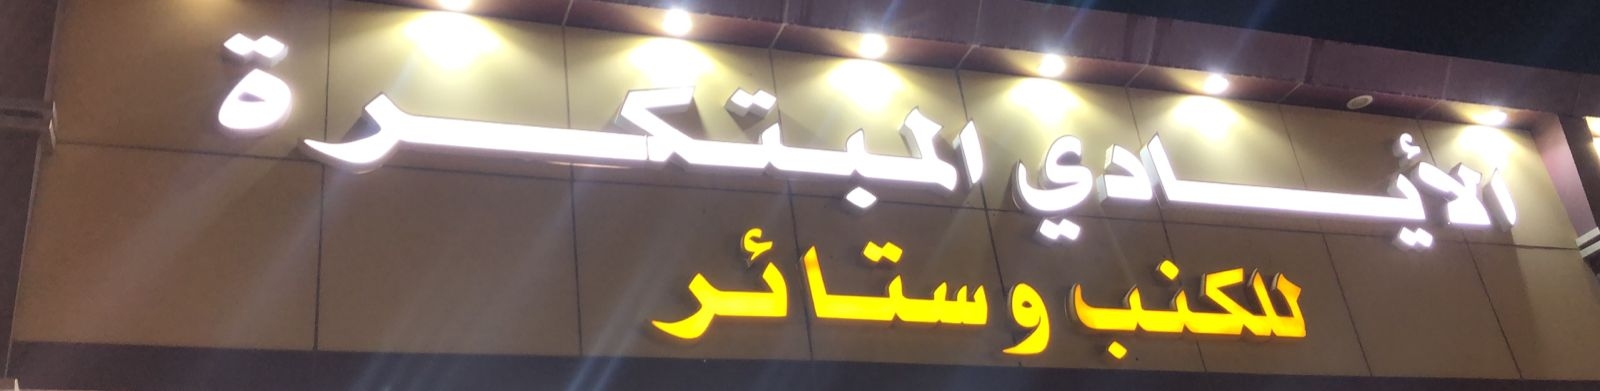 الأيادي المبتكرة
للكنب وستائر